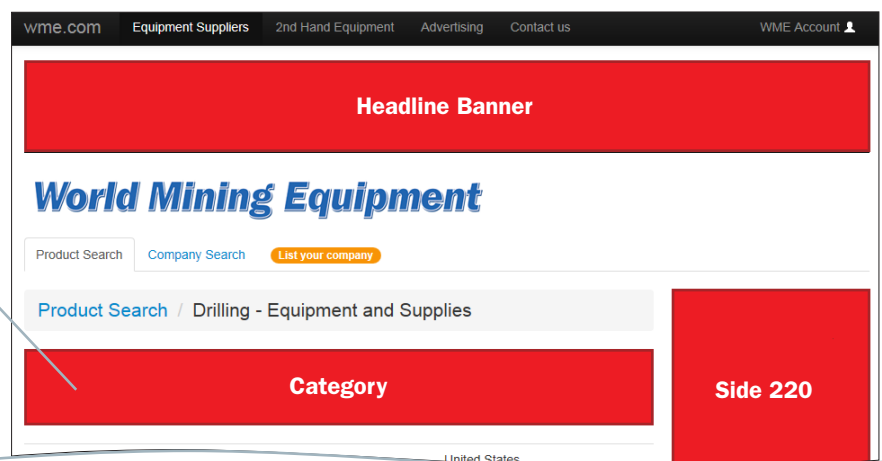 wme.com Equipment Suppliers 2nd Hand Equipment Advertising Contact us WME Account
Headline Banner
World Mining Equipment
Product Search Company Search List your company
Product Search / Drilling - Equipment and Supplies
Category
Side 220
United States